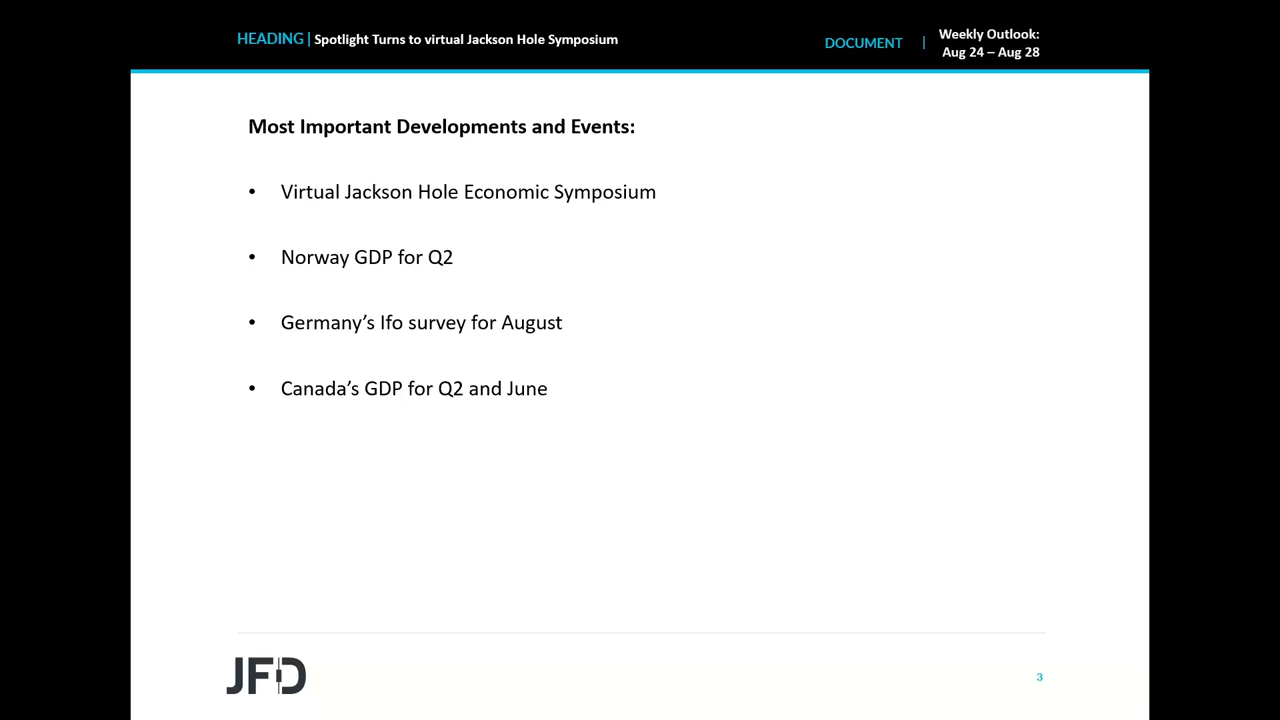 HEADING | Spotlight Turns to virtual Jackson Hole Symposium
DOCUMENT | Weekly Outlook:
Aug 24 – Aug 28
Most Important Developments and Events:
• Virtual Jackson Hole Economic Symposium
• Norway GDP for Q2
• Germany’s Ifo survey for August
• Canada’s GDP for Q2 and June
JFD
3